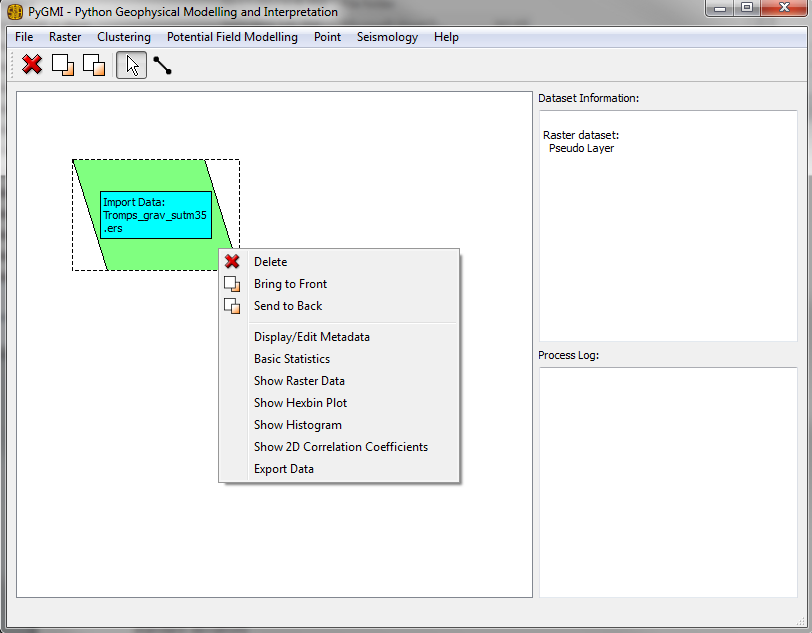 PyGMI - Python Geophysical Modelling and Interpretation
File Raster Clustering Potential Field Modelling Point Seismology Help
Dataset Information:
Raster dataset:
Pseudo Layer
Import Data:
Tromps_grav_sutm35
.ers
Delete
Bring to Front
Send to Back
Display/Edit Metadata
Basic Statistics
Show Raster Data
Show Hexbin Plot
Show Histogram
Show 2D Correlation Coefficients
Export Data
Process Log: